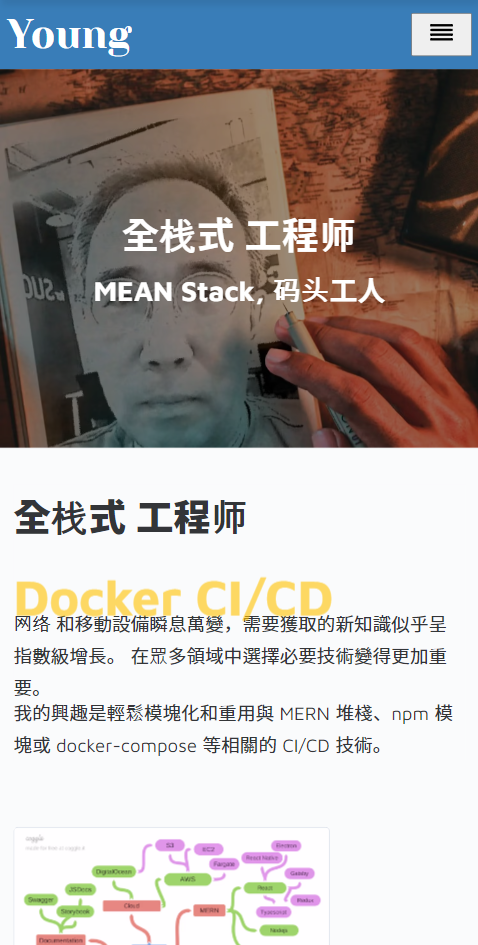 Young
全栈式 工程师
MEAN Stack, 码头工人
全栈式 工程师
Docker CI/CD
网络 和移動設備瞬息萬變，需要獲取的新知識似乎呈
指數級增長。 在眾多領域中選擇必要技術變得更加重
要。
我的興趣是輕鬆模塊化和重用與 MERN 堆棧、npm 模
塊或 docker-compose 等相關的 CI/CD 技術。
coggle
S3
EC2
Fargate
React Native
DigitalOcean
AWS
React
Gatsby
JSDocs
Redux
Swagger
Storybook
Cloud
MERN
Typescript
Nodejs
Documentation